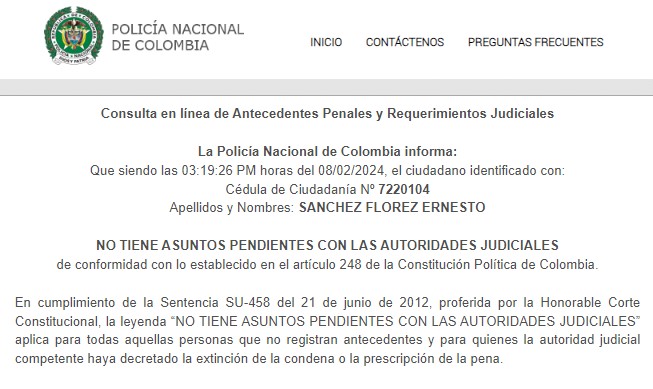 POLICÍA NACIONAL
DE COLOMBIA
INICIO CONTÁCTENOS PREGUNTAS FRECUENTES
Consulta en línea de Antecedentes Penales y Requerimientos Judiciales
La Policía Nacional de Colombia informa:
Que siendo las 03:19:26 PM horas del 08/02/2024, el ciudadano identificado con:
Cédula de Ciudadanía Nº 7220104
Apellidos y Nombres: SANCHEZ FLOREZ ERNESTO
NO TIENE ASUNTOS PENDIENTES CON LAS AUTORIDADES JUDICIALES
de conformidad con lo establecido en el artículo 248 de la Constitución Política de Colombia.
En cumplimiento de la Sentencia SU-458 del 21 de junio de 2012, proferida por la Honorable Corte
Constitucional, la leyenda “NO TIENE ASUNTOS PENDIENTES CON LAS AUTORIDADES JUDICIALES”
aplica para todas aquellas personas que no registran antecedentes y para quienes la autoridad judicial
competente haya decretado la extinción de la condena o la prescripción de la pena.